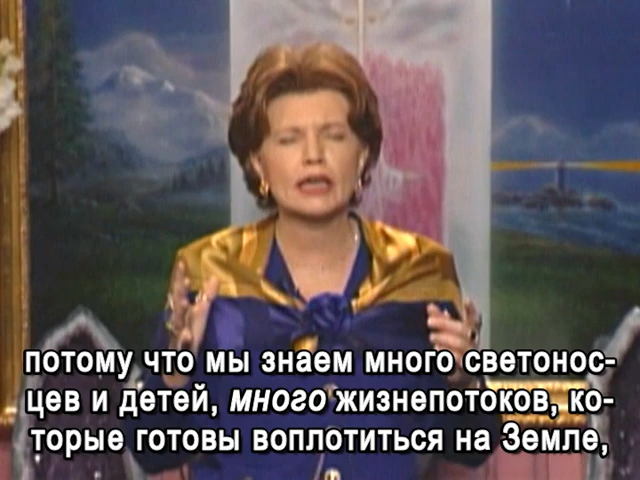 потому что мы знаем много светонос-
цев и детей, много жизнепотоков, ко-
торые готовы воплотиться на Земле,